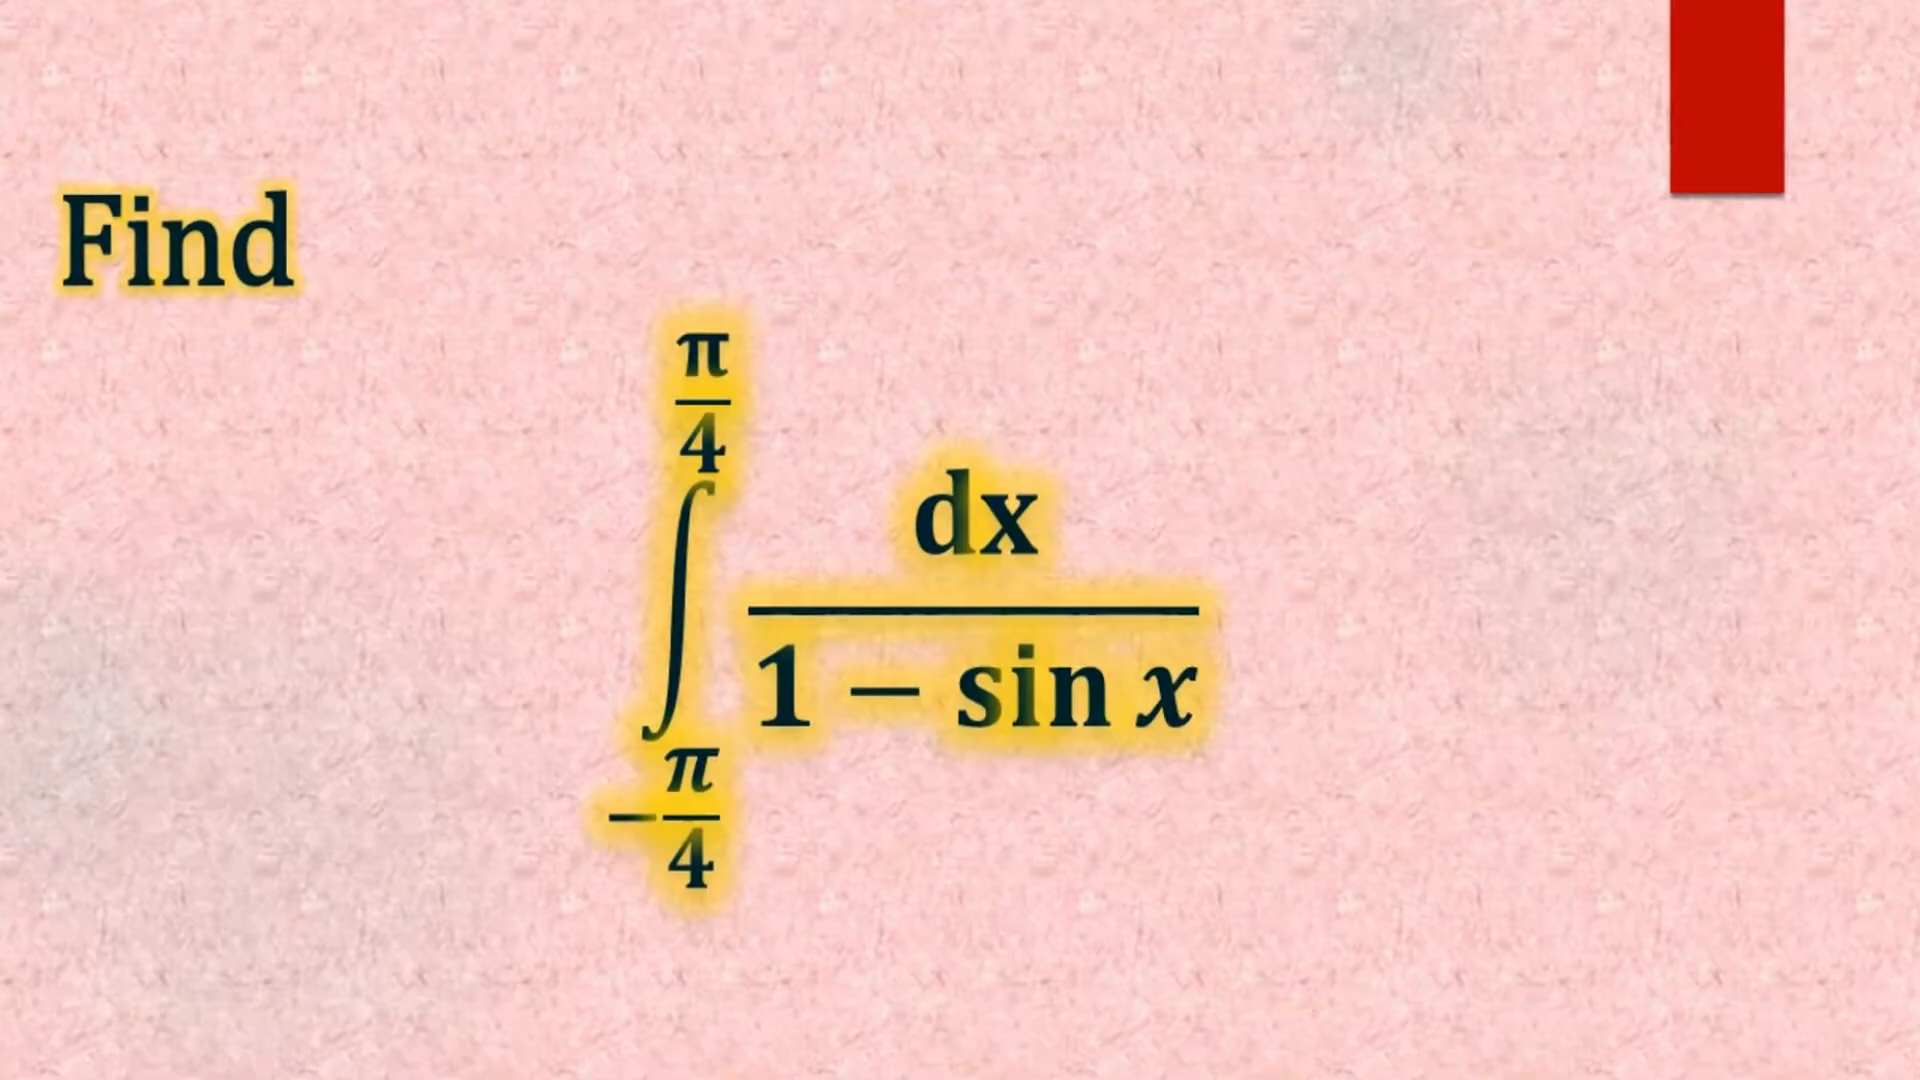 Find
π/4
∫ dx / (1 − sin x)
−π/4